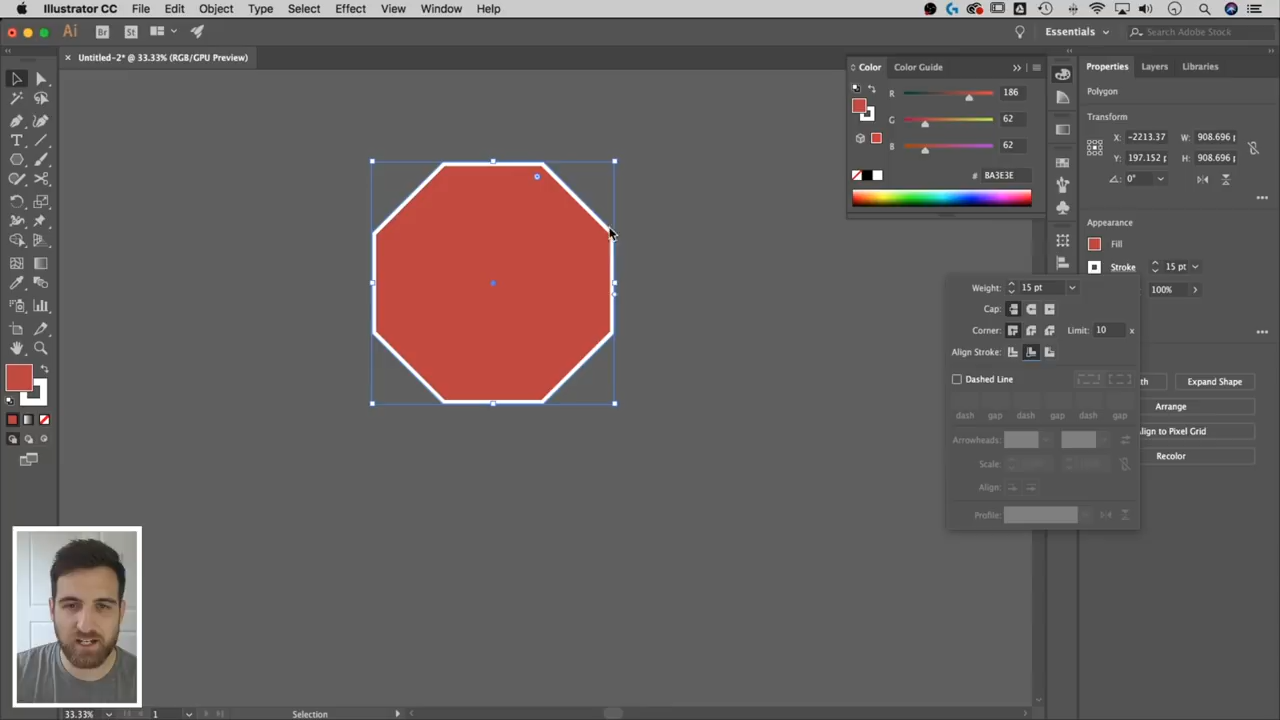 Illustrator CC File Edit Object Type Select Effect View Window Help
Ai Br St Essentials Search Adobe Stock
× Untitled-2* @ 33.33% (RGB/GPU Preview)
Color Color Guide
R 186
G 62
B 62
# BA3E3E
Properties Layers Libraries
Polygon
Transform
X: -2213.37 W: 908.696
Y: 197.152 H: 908.696
0°
Appearance
Fill
Stroke 15 pt
100%
Weight: 15 pt
Cap:
Corner: Limit: 10 x
Align Stroke:
Dashed Line
dash gap dash gap dash gap
Arrowheads:
Scale:
Align:
Profile:
Expand Shape
Arrange
Align to Pixel Grid
Recolor
33.33% 1 Selection